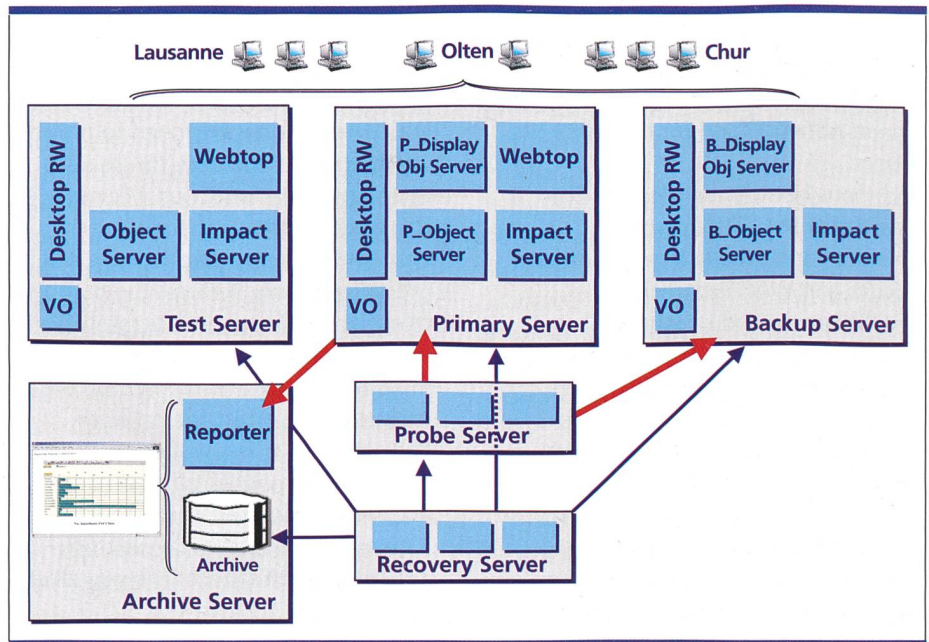 Lausanne
Olten
Chur
Desktop RW
Webtop
Object
Server
Impact
Server
VO
Test Server
Desktop RW
P_Display
Obj Server
Webtop
P_Object
Server
Impact
Server
VO
Primary Server
Desktop RW
B_Display
Obj Server
B_Object
Server
Impact
Server
VO
Backup Server
Reporter
Archive
Archive Server
Probe Server
Recovery Server